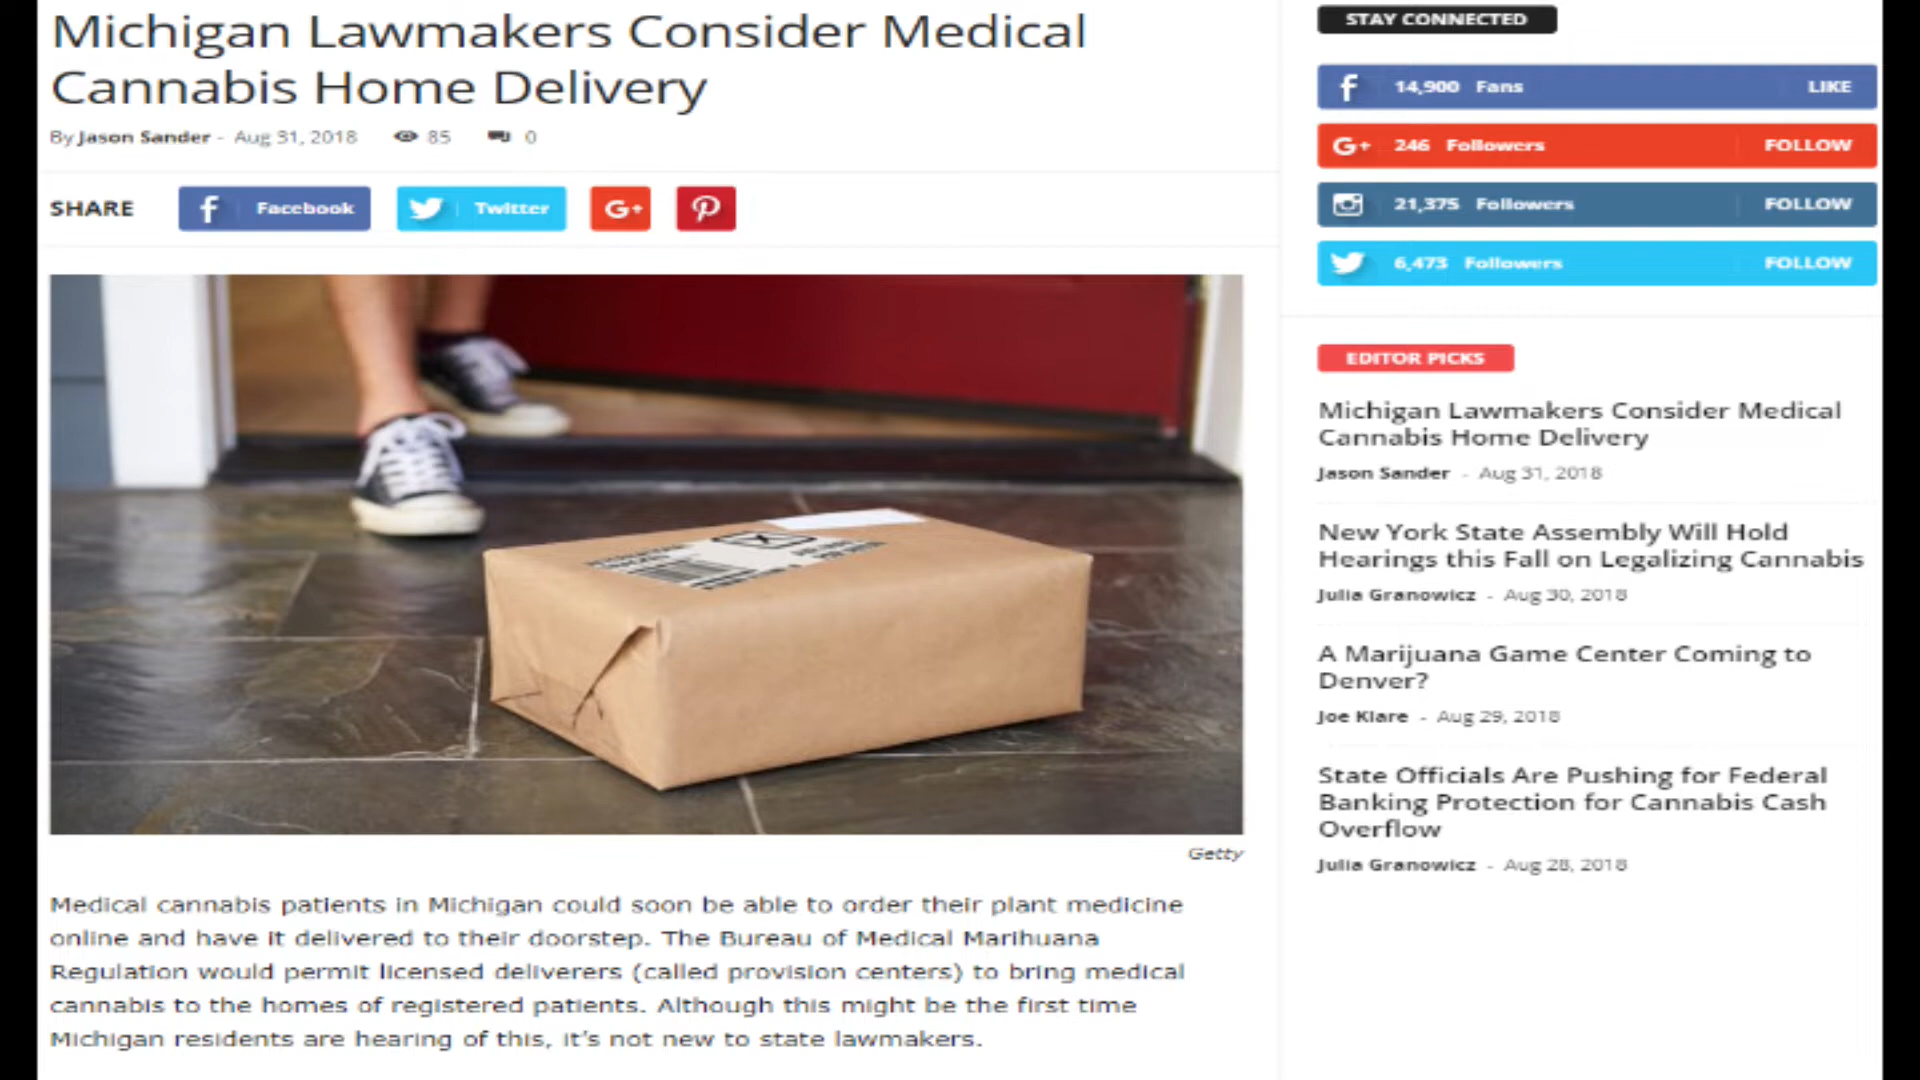 Michigan Lawmakers Consider Medical
Cannabis Home Delivery
By Jason Sander - Aug 31, 2018 85 0
SHARE Facebook Twitter G+
Getty
Medical cannabis patients in Michigan could soon be able to order their plant medicine
online and have it delivered to their doorstep. The Bureau of Medical Marihuana
Regulation would permit licensed deliverers (called provision centers) to bring medical
cannabis to the homes of registered patients. Although this might be the first time
Michigan residents are hearing of this, it's not new to state lawmakers.
STAY CONNECTED
14,900 Fans LIKE
G+ 246 Followers FOLLOW
21,375 Followers FOLLOW
6,473 Followers FOLLOW
EDITOR PICKS
Michigan Lawmakers Consider Medical
Cannabis Home Delivery
Jason Sander - Aug 31, 2018
New York State Assembly Will Hold
Hearings this Fall on Legalizing Cannabis
Julia Granowicz - Aug 30, 2018
A Marijuana Game Center Coming to
Denver?
Joe Klare - Aug 29, 2018
State Officials Are Pushing for Federal
Banking Protection for Cannabis Cash
Overflow
Julia Granowicz - Aug 28, 2018